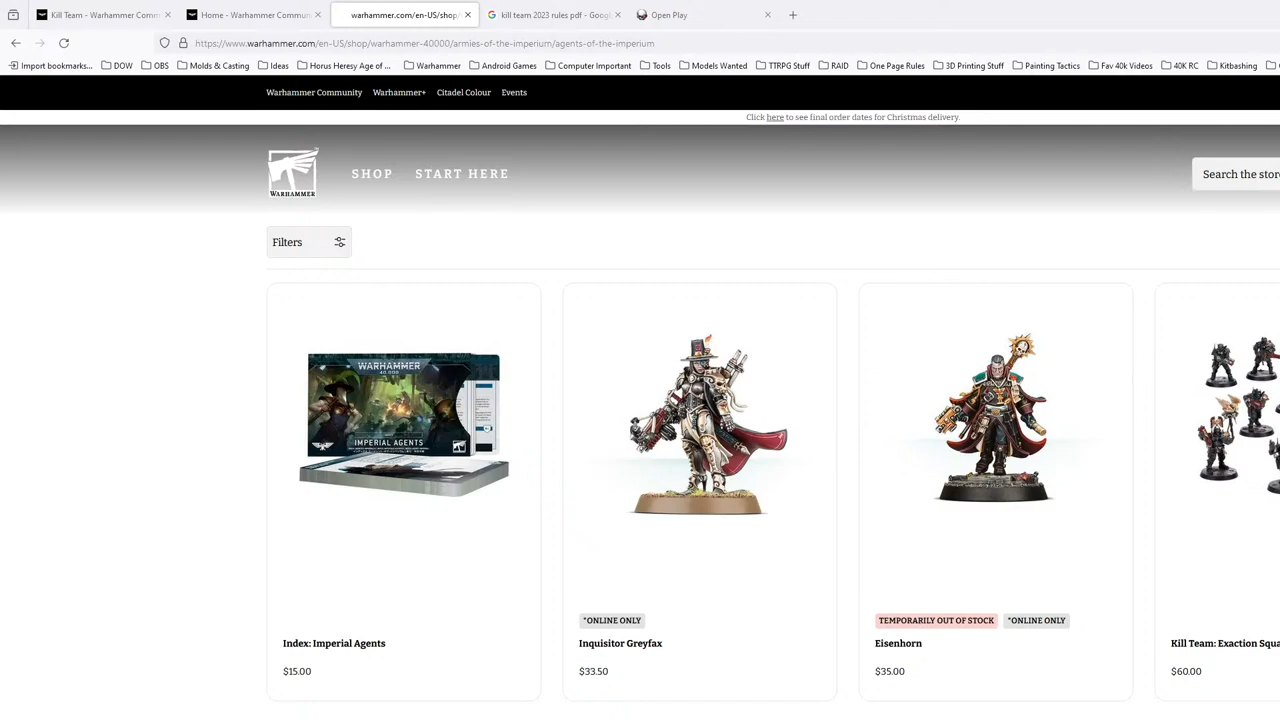 Kill Team - Warhammer Comm
Home - Warhammer Commun
warhammer.com/en-US/shop/
kill team 2023 rules pdf - Goog
Open Play
https://www.warhammer.com/en-US/shop/warhammer-40000/armies-of-the-imperium/agents-of-the-imperium
Import bookmarks...
DOW
OBS
Molds & Casting
Ideas
Horus Heresy Age of ...
Warhammer
Android Games
Computer Important
Tools
Models Wanted
TTRPG Stuff
RAID
One Page Rules
3D Printing Stuff
Painting Tactics
Fav 40k Videos
40K RC
Kitbashing
Warhammer Community
Warhammer+
Citadel Colour
Events
Click here to see final order dates for Christmas delivery.
WARHAMMER
SHOP
START HERE
Search the stor
Filters
WARHAMMER
40,000
IMPERIAL AGENTS
*ONLINE ONLY
TEMPORARILY OUT OF STOCK
*ONLINE ONLY
Index: Imperial Agents
Inquisitor Greyfax
Eisenhorn
Kill Team: Exaction Squa
$15.00
$33.50
$35.00
$60.00